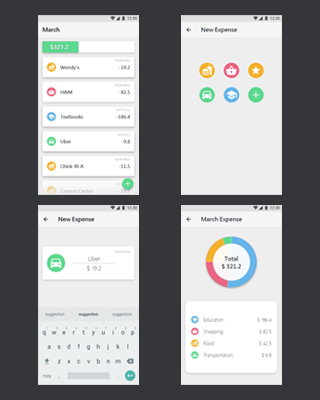 12:30
March
$321.2
Wendy's -19.2
H&M -82.5
Textbooks -186.4
Uber -9.8
Chick-fil-A -11.5
12:30
New Expense
12:30
New Expense
Uber
$ 19.2
suggestion suggestion suggestion
q w e r t y u i o p
a s d f g h j k l
z x c v b n m
12:30
March Expense
Total
$ 321.2
Education $ 186.4
Shopping $ 82.5
Food $ 42.5
Transportation $ 9.8